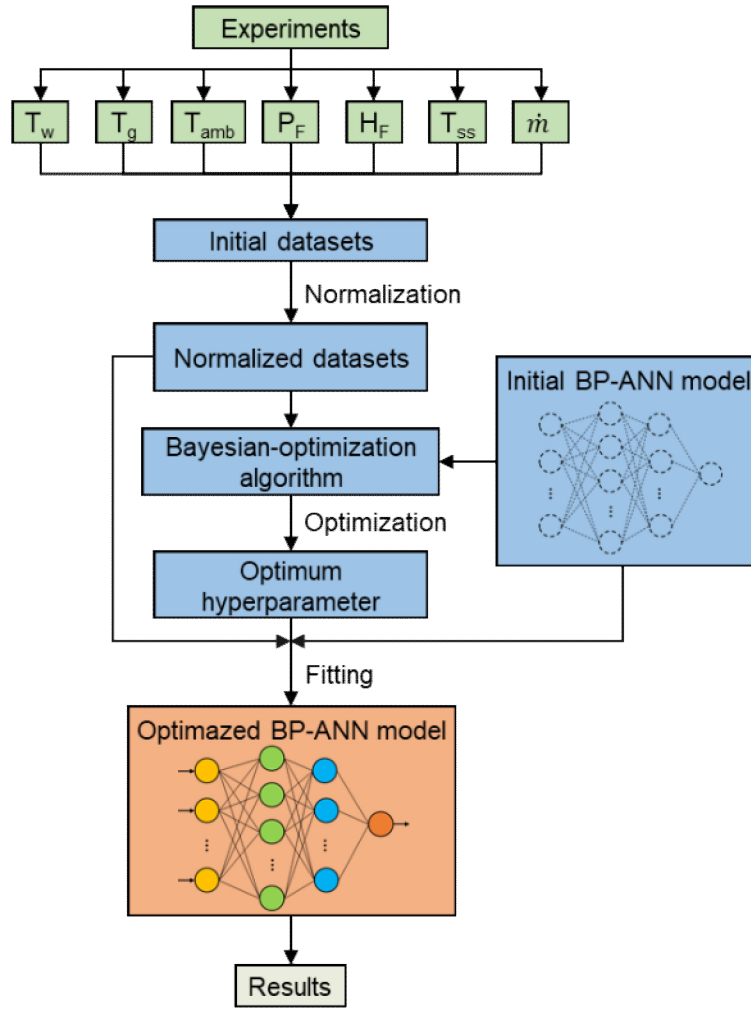 Experiments
T_w T_g T_amb P_F H_F T_ss ṁ
Initial datasets
Normalization
Normalized datasets
Initial BP-ANN model
Bayesian-optimization
algorithm
Optimization
Optimum
hyperparameter
Fitting
Optimazed BP-ANN model
Results